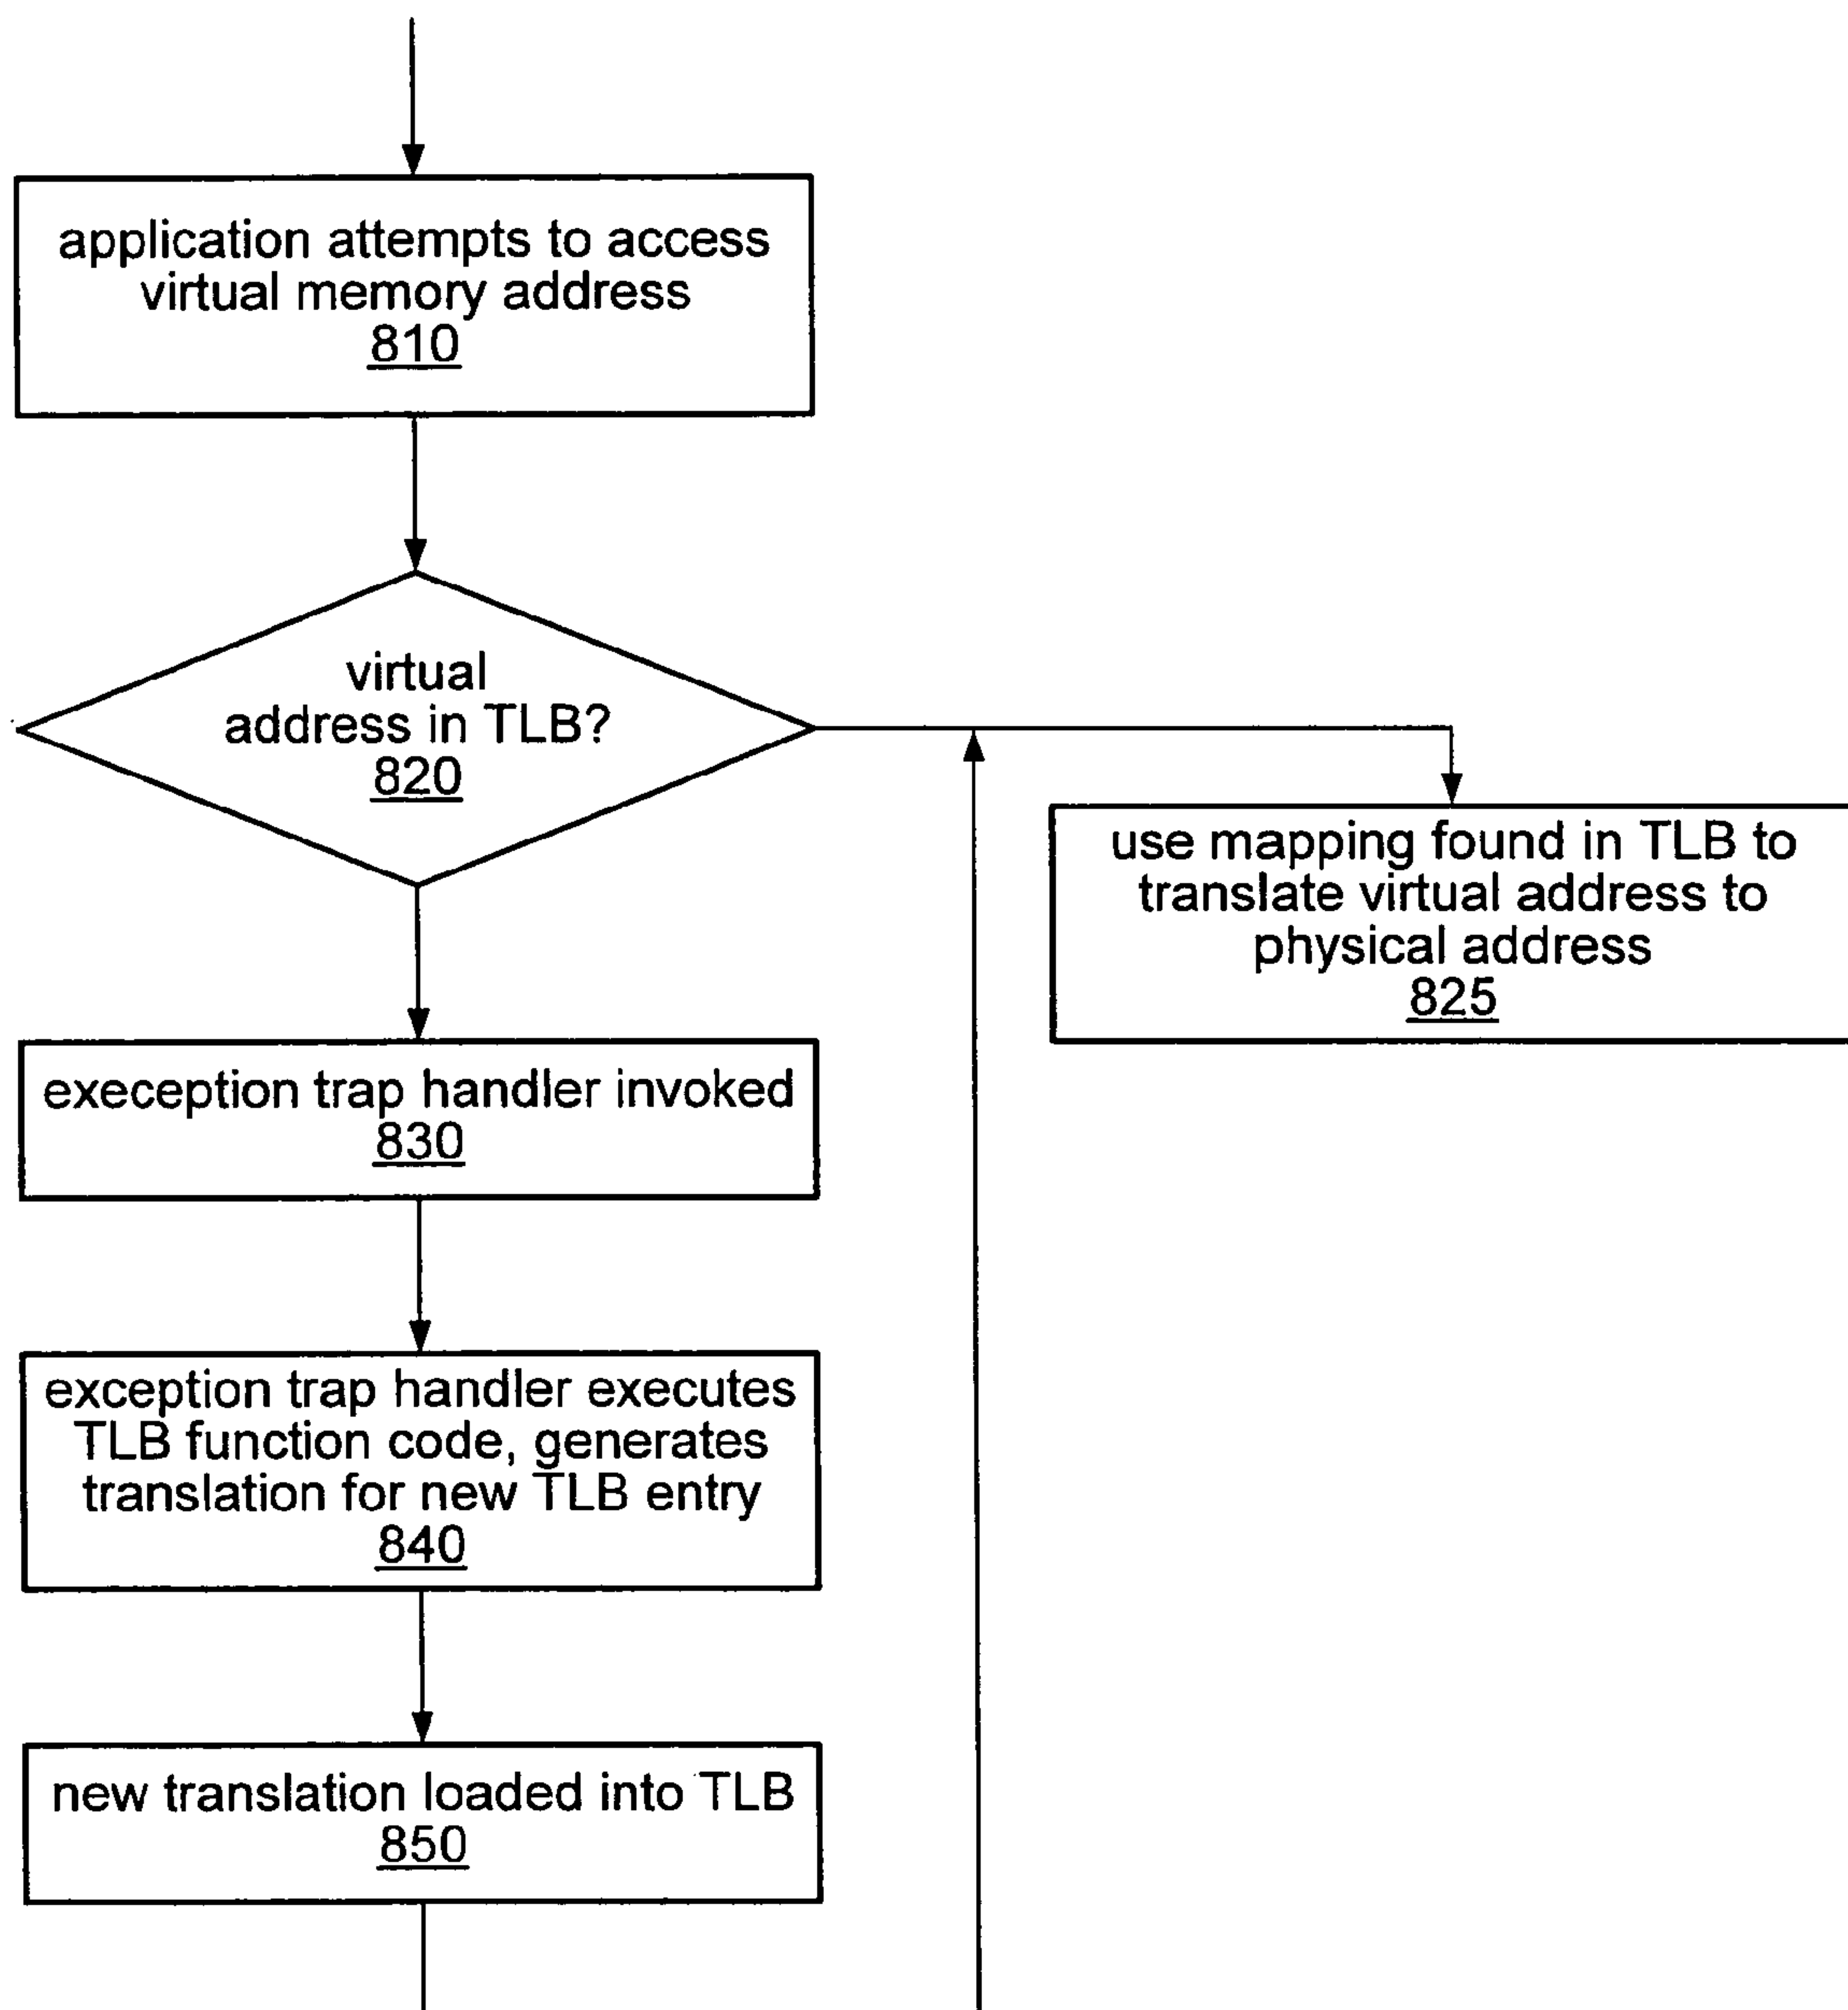 application attempts to access
virtual memory address
810
virtual
address in TLB?
820
use mapping found in TLB to
translate virtual address to
physical address
825
exeception trap handler invoked
830
exception trap handler executes
TLB function code, generates
translation for new TLB entry
840
new translation loaded into TLB
850